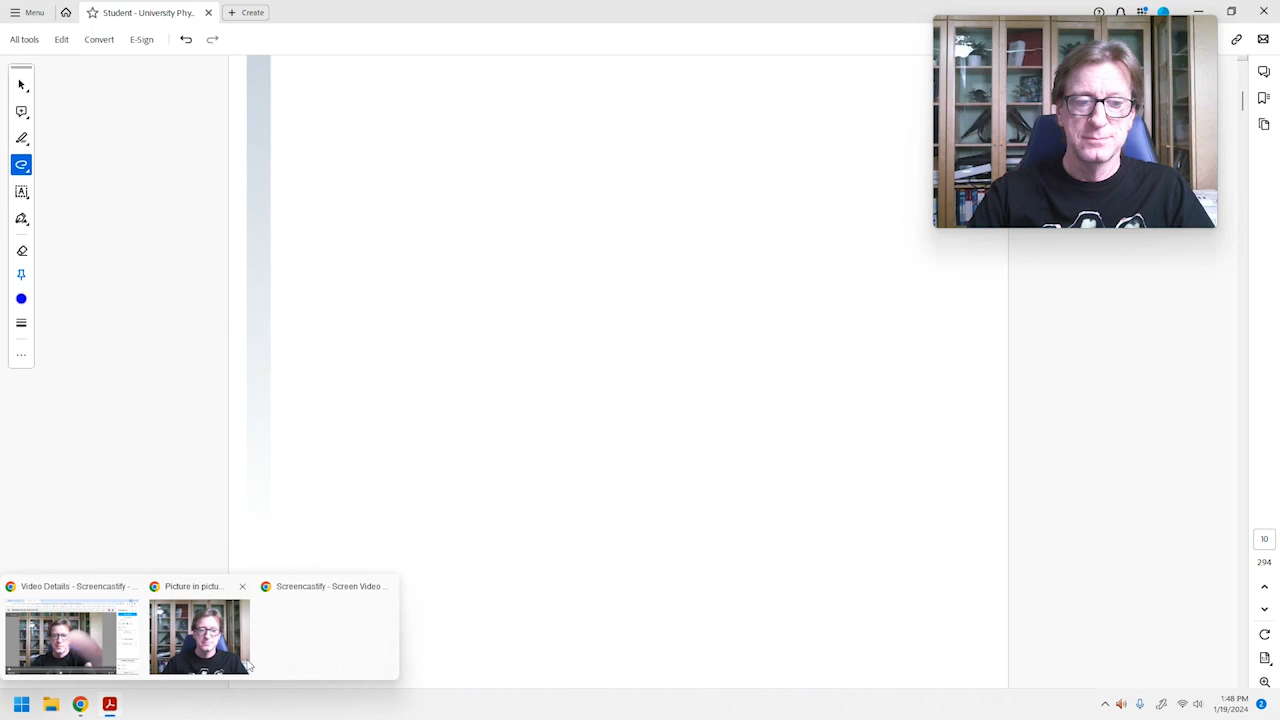 Menu
Student - University Phy...
Create
All tools
Edit
Convert
E-Sign
10
294
Video Details - Screencastify - ...
Picture in pictu...
Screencastify - Screen Video ...
1:48 PM
1/19/2024
2